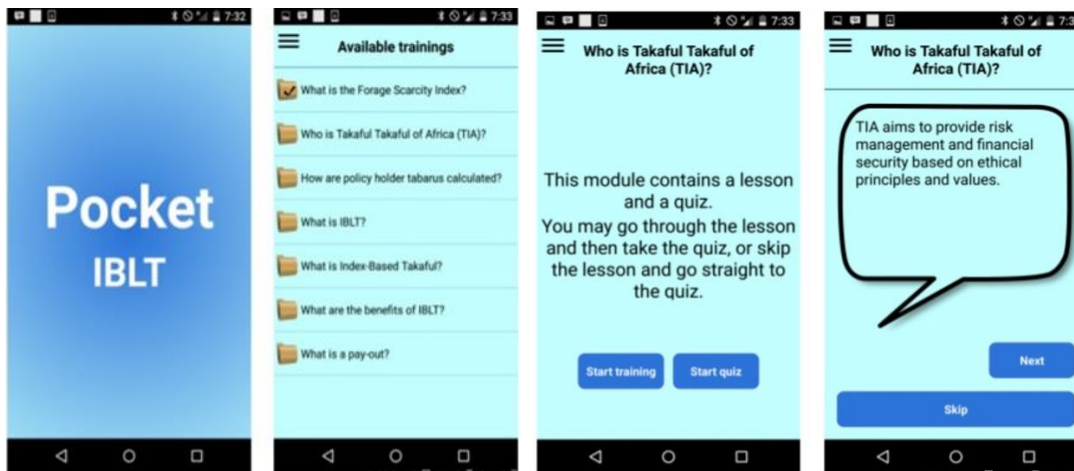 7:32
Pocket
IBLT
7:33
Available trainings
What is the Forage Scarcity Index?
Who is Takaful Takaful of Africa (TIA)?
How are policy holder tabarus calculated?
What is IBLT?
What is Index-Based Takaful?
What are the benefits of IBLT?
What is a pay-out?
7:33
Who is Takaful Takaful of
Africa (TIA)?
This module contains a lesson
and a quiz.
You may go through the lesson
and then take the quiz, or skip
the lesson and go straight to
the quiz.
Start training
Start quiz
Who is Takaful Takaful of
Africa (TIA)?
TIA aims to provide risk
management and financial
security based on ethical
principles and values.
Next
Skip